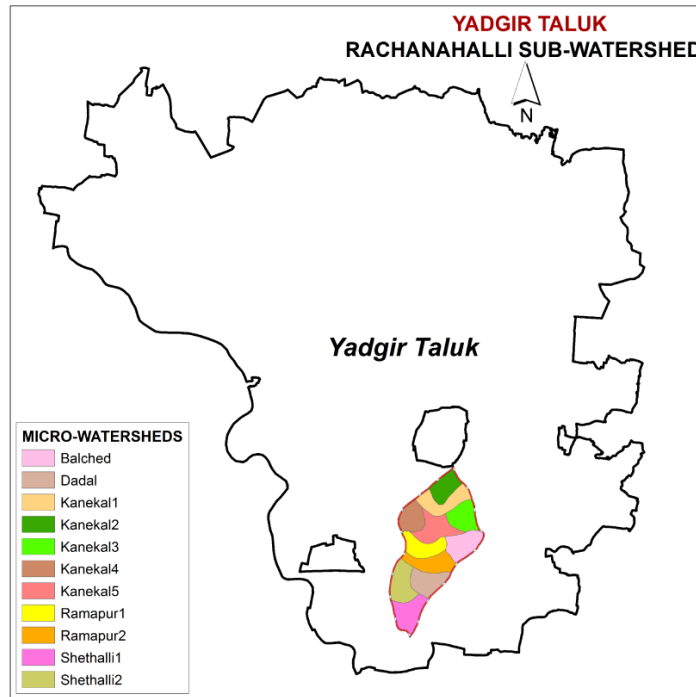 YADGIR TALUK
RACHANAHALLI SUB-WATERSHED
N
Yadgir Taluk
MICRO-WATERSHEDS
Balched
Dadal
Kanekal1
Kanekal2
Kanekal3
Kanekal4
Kanekal5
Ramapur1
Ramapur2
Shethalli1
Shethalli2